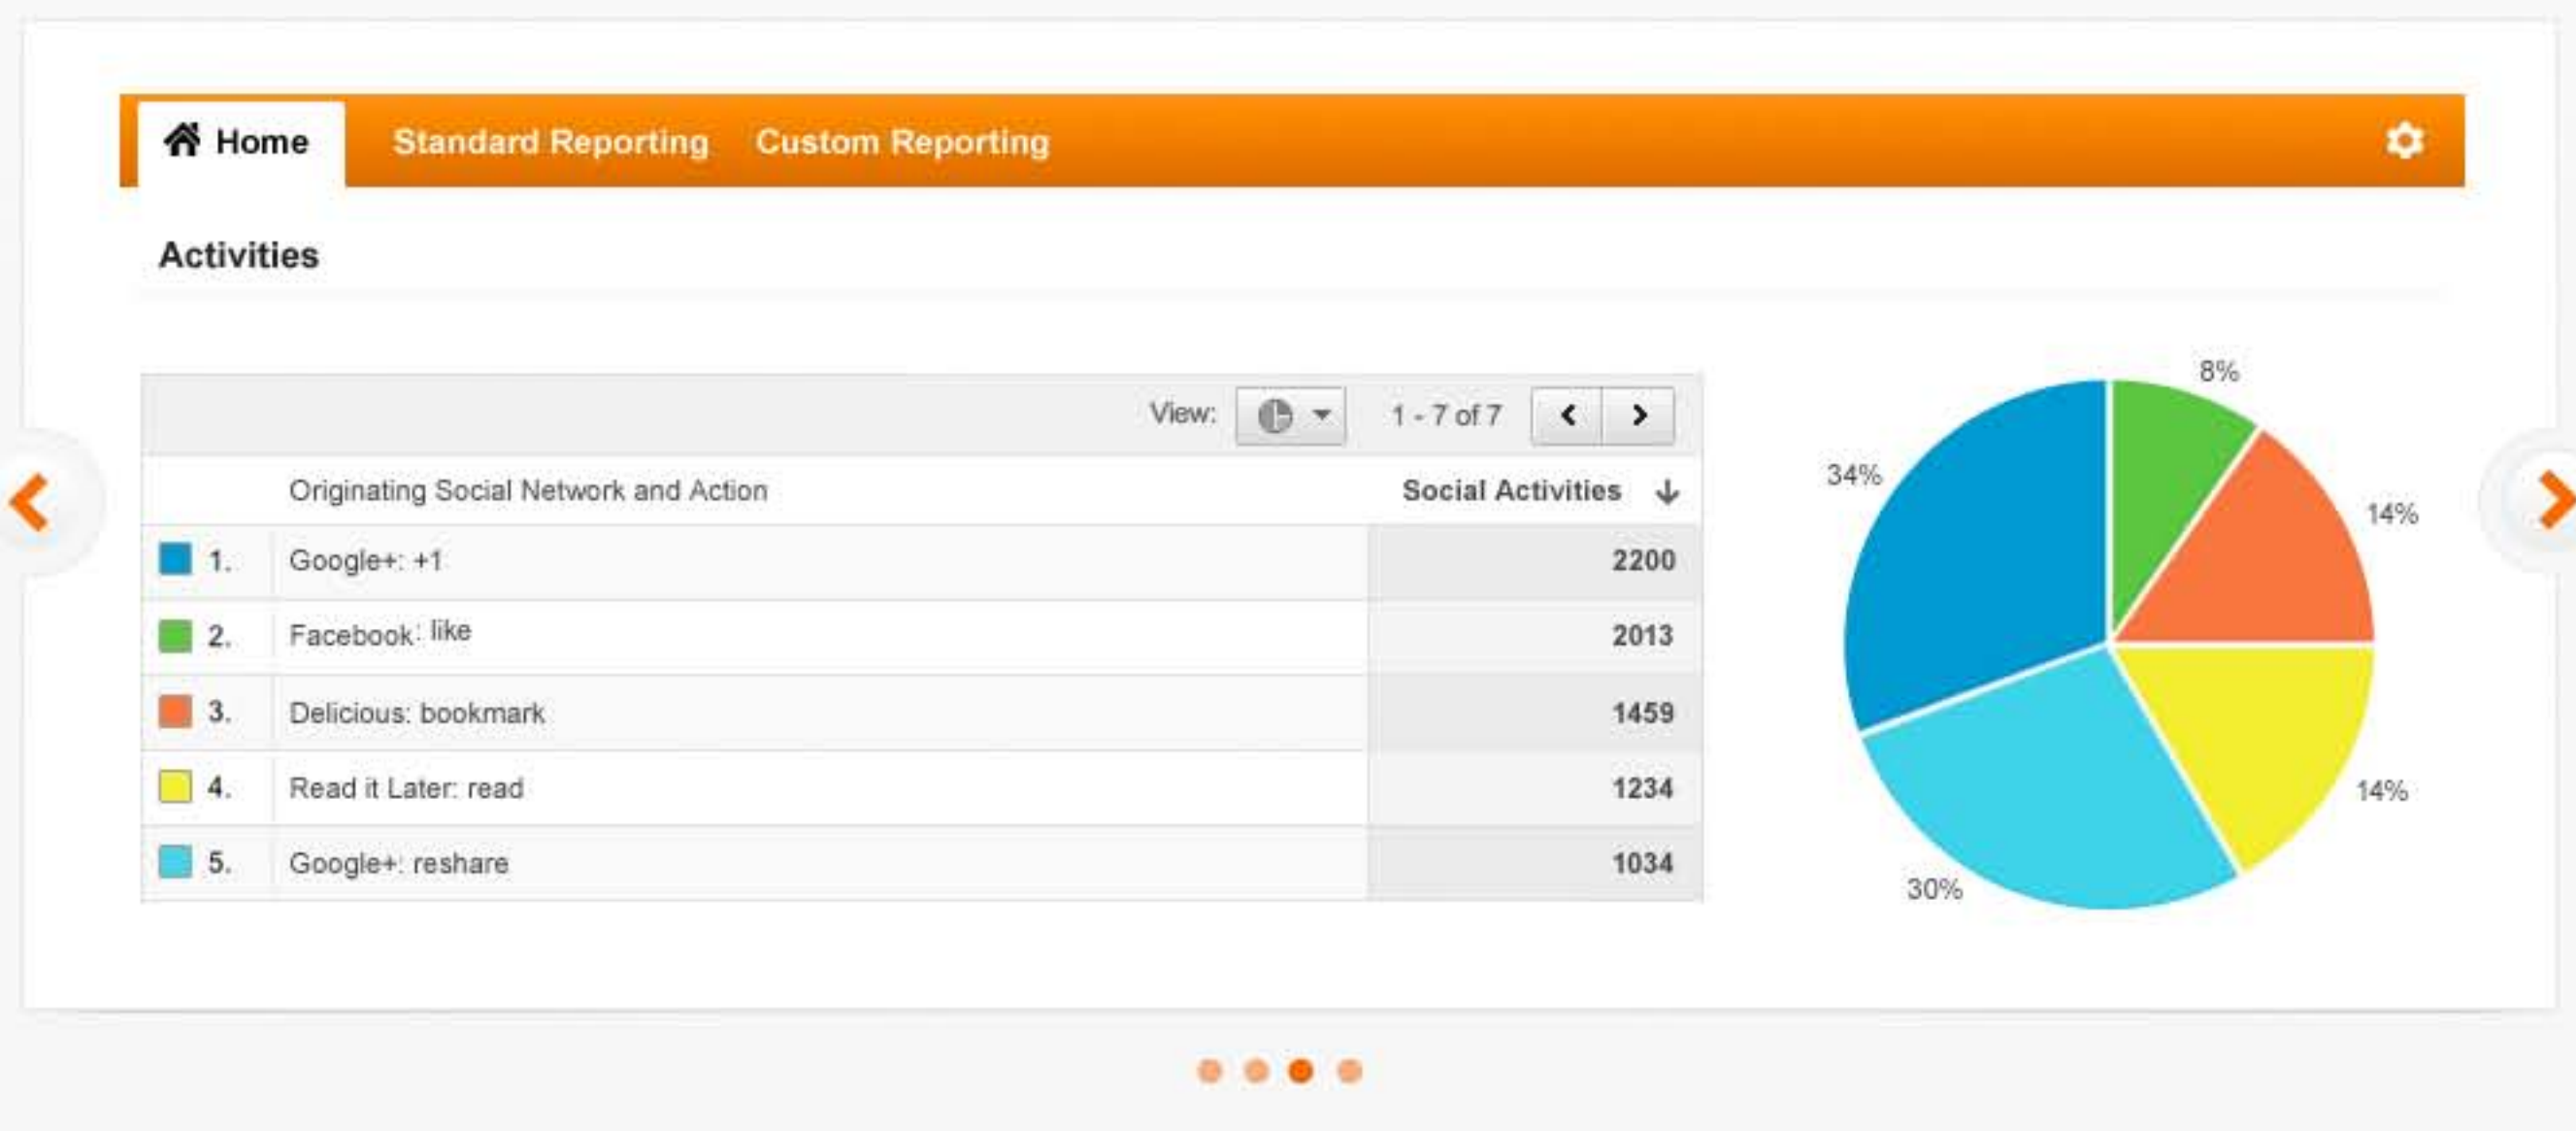 Home Standard Reporting Custom Reporting
Activities
View: 1 - 7 of 7
Originating Social Network and Action Social Activities
1. Google+: +1 2200
2. Facebook: like 2013
3. Delicious: bookmark 1459
4. Read it Later: read 1234
5. Google+: reshare 1034
8%
34%
14%
14%
30%